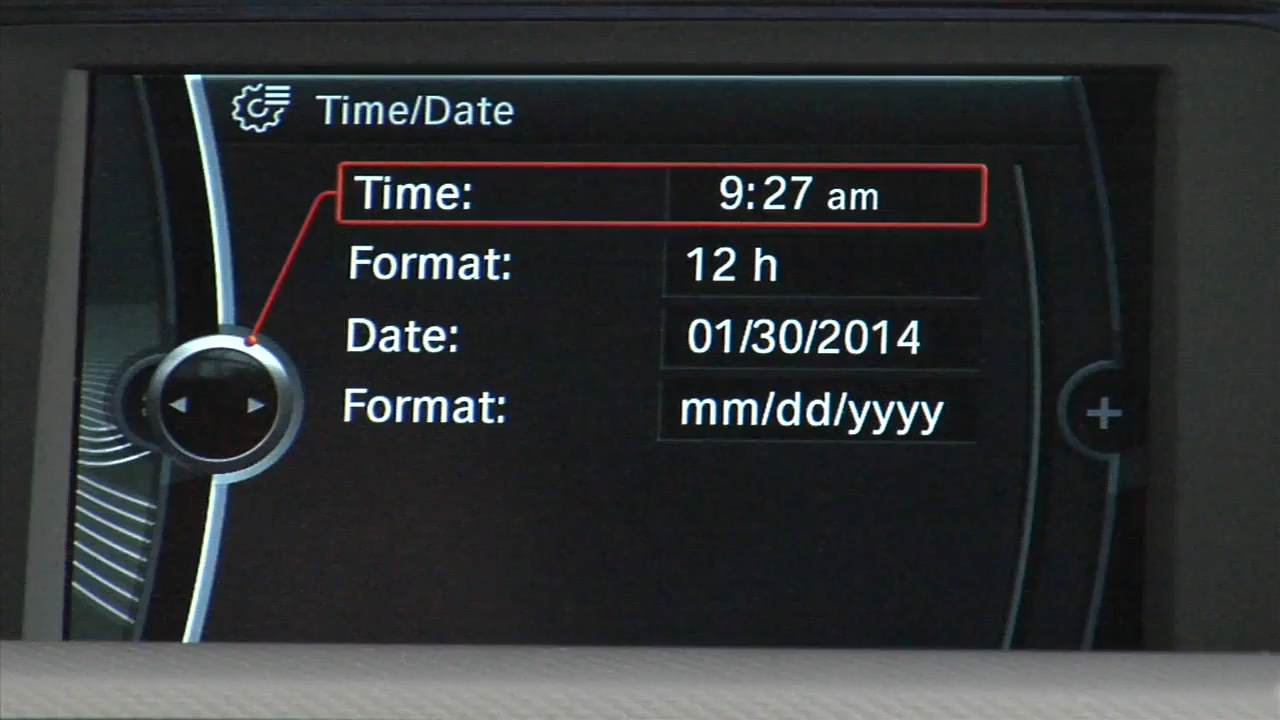 Time/Date
Time: 9:27 am
Format: 12 h
Date: 01/30/2014
Format: mm/dd/yyyy